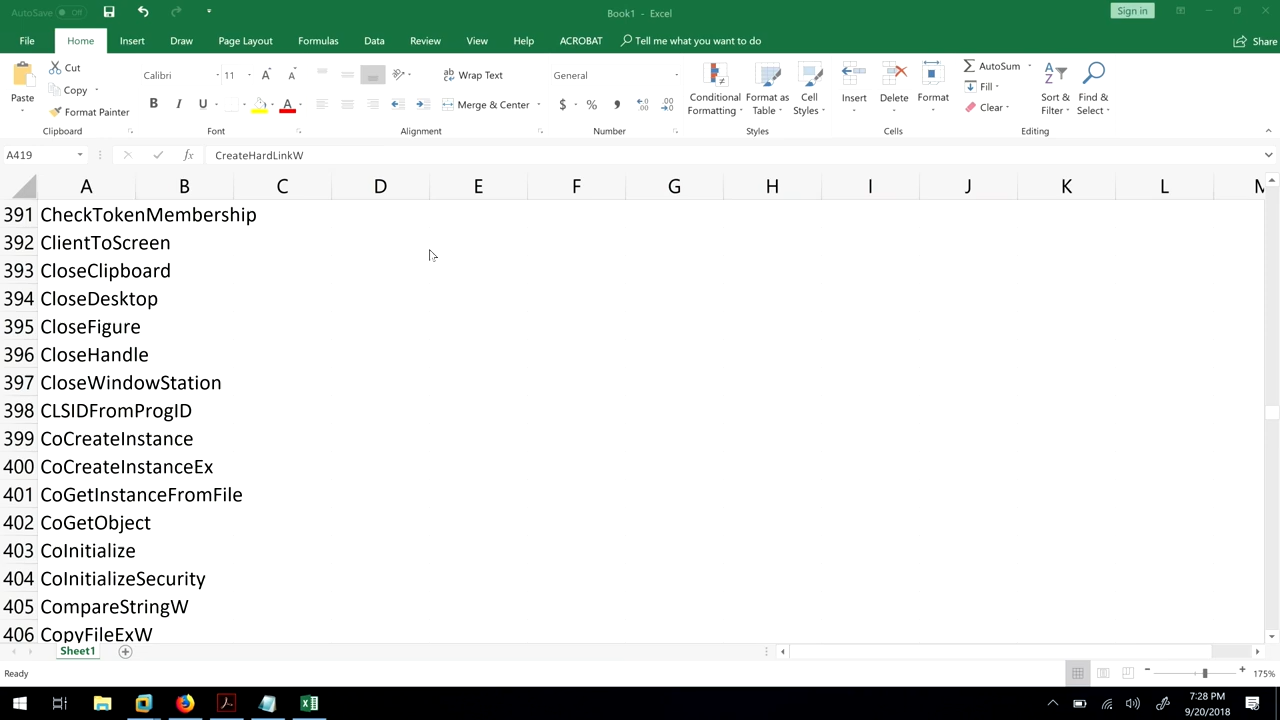 AutoSave Off
Book1 - Excel
Sign in
File Home Insert Draw Page Layout Formulas Data Review View Help ACROBAT Tell me what you want to do
Share
Paste
Cut
Copy
Format Painter
Clipboard
Calibri 11
B I U
Font
Wrap Text
Merge & Center
Alignment
General
$ % ,
Number
Conditional Formatting
Format as Table
Cell Styles
Styles
Insert Delete Format
Cells
AutoSum
Fill
Clear
Sort & Filter
Find & Select
Editing
A419 fx CreateHardLinkW
A B C D E F G H I J K L M
391 CheckTokenMembership
392 ClientToScreen
393 CloseClipboard
394 CloseDesktop
395 CloseFigure
396 CloseHandle
397 CloseWindowStation
398 CLSIDFromProgID
399 CoCreateInstance
400 CoCreateInstanceEx
401 CoGetInstanceFromFile
402 CoGetObject
403 CoInitialize
404 CoInitializeSecurity
405 CompareStringW
406 CopyFileExW
Sheet1
Ready
175%
7:28 PM
9/20/2018